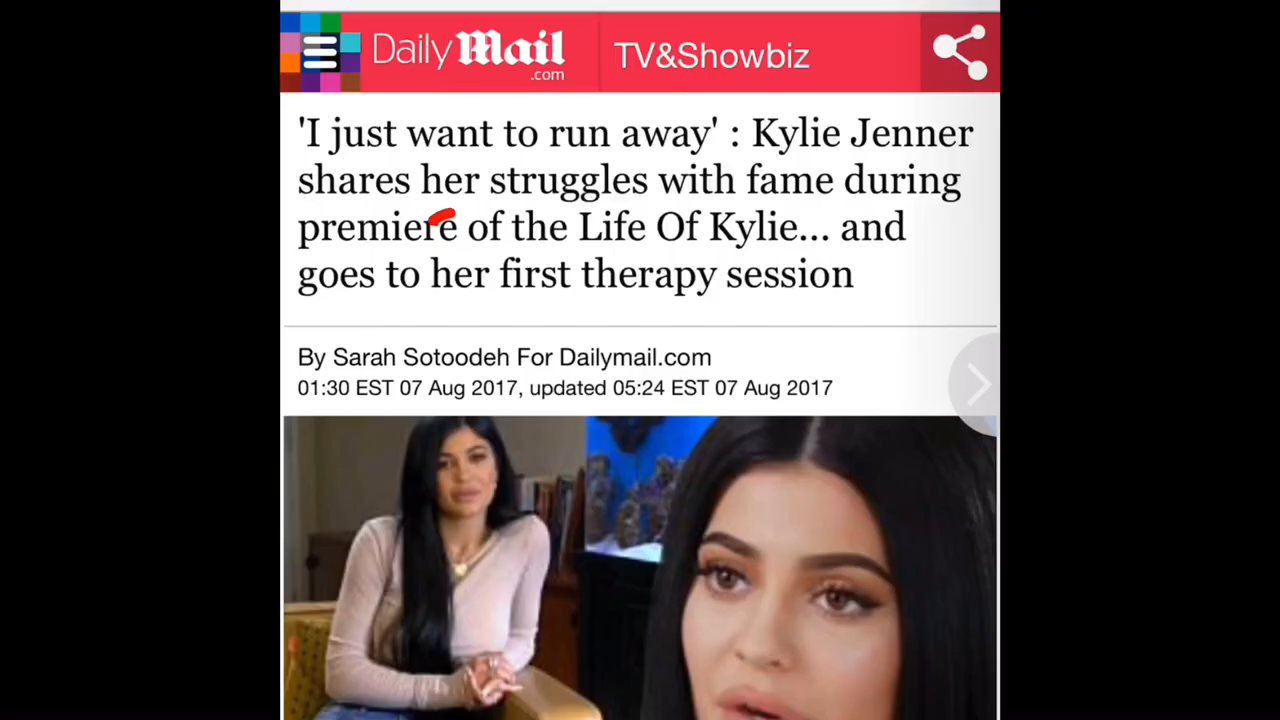 Daily Mail
.com
TV&Showbiz
'I just want to run away' : Kylie Jenner
shares her struggles with fame during
premiere of the Life Of Kylie... and
goes to her first therapy session
By Sarah Sotoodeh For Dailymail.com
01:30 EST 07 Aug 2017, updated 05:24 EST 07 Aug 2017